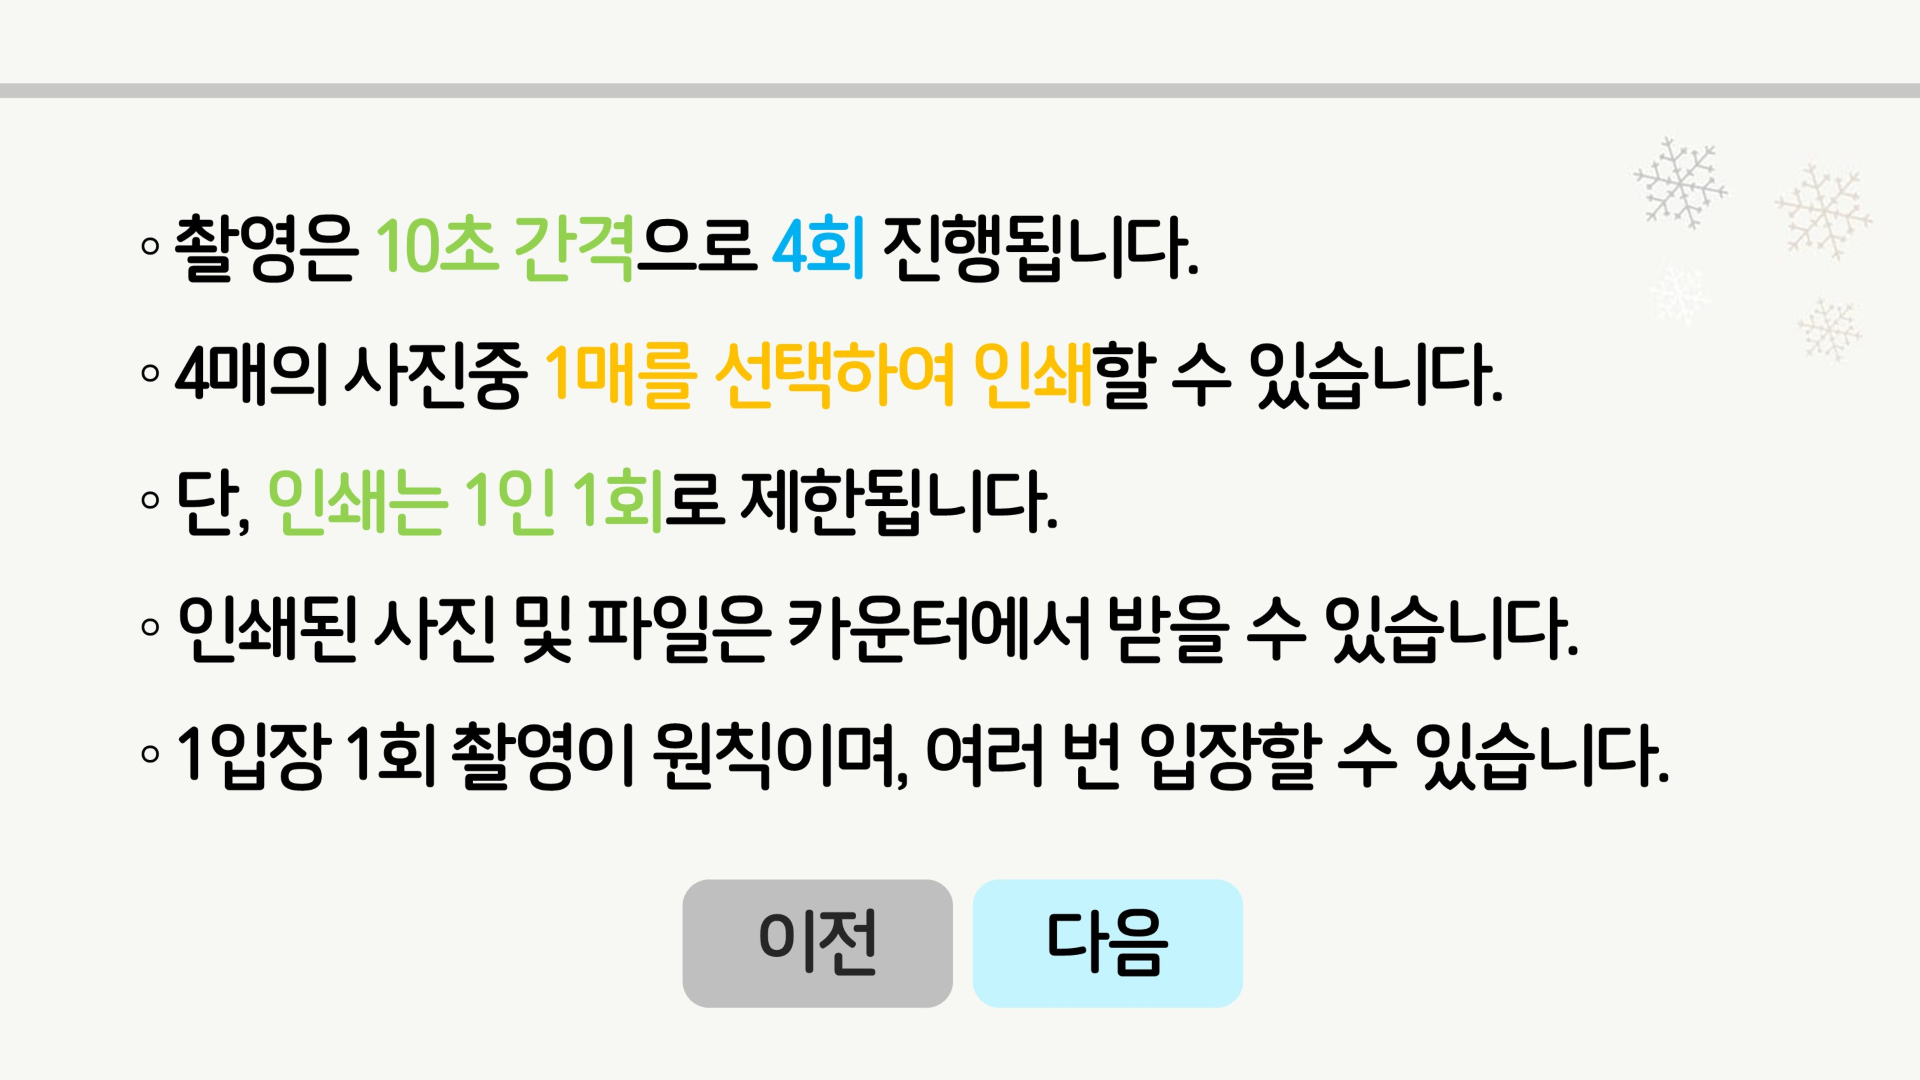 ◦ 촬영은 10초 간격으로 4회 진행됩니다.
◦ 4매의 사진중 1매를 선택하여 인쇄할 수 있습니다.
◦ 단, 인쇄는 1인 1회로 제한됩니다.
◦ 인쇄된 사진 및 파일은 카운터에서 받을 수 있습니다.
◦ 1입장 1회 촬영이 원칙이며, 여러 번 입장할 수 있습니다.
이전
다음